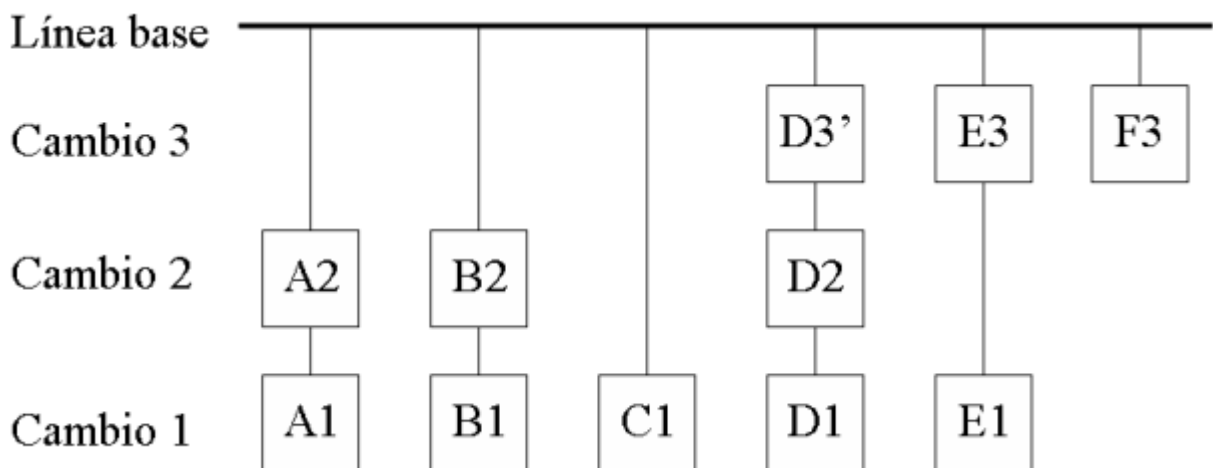 Línea base
Cambio 3 D3’ E3 F3
Cambio 2 A2 B2 D2
Cambio 1 A1 B1 C1 D1 E1